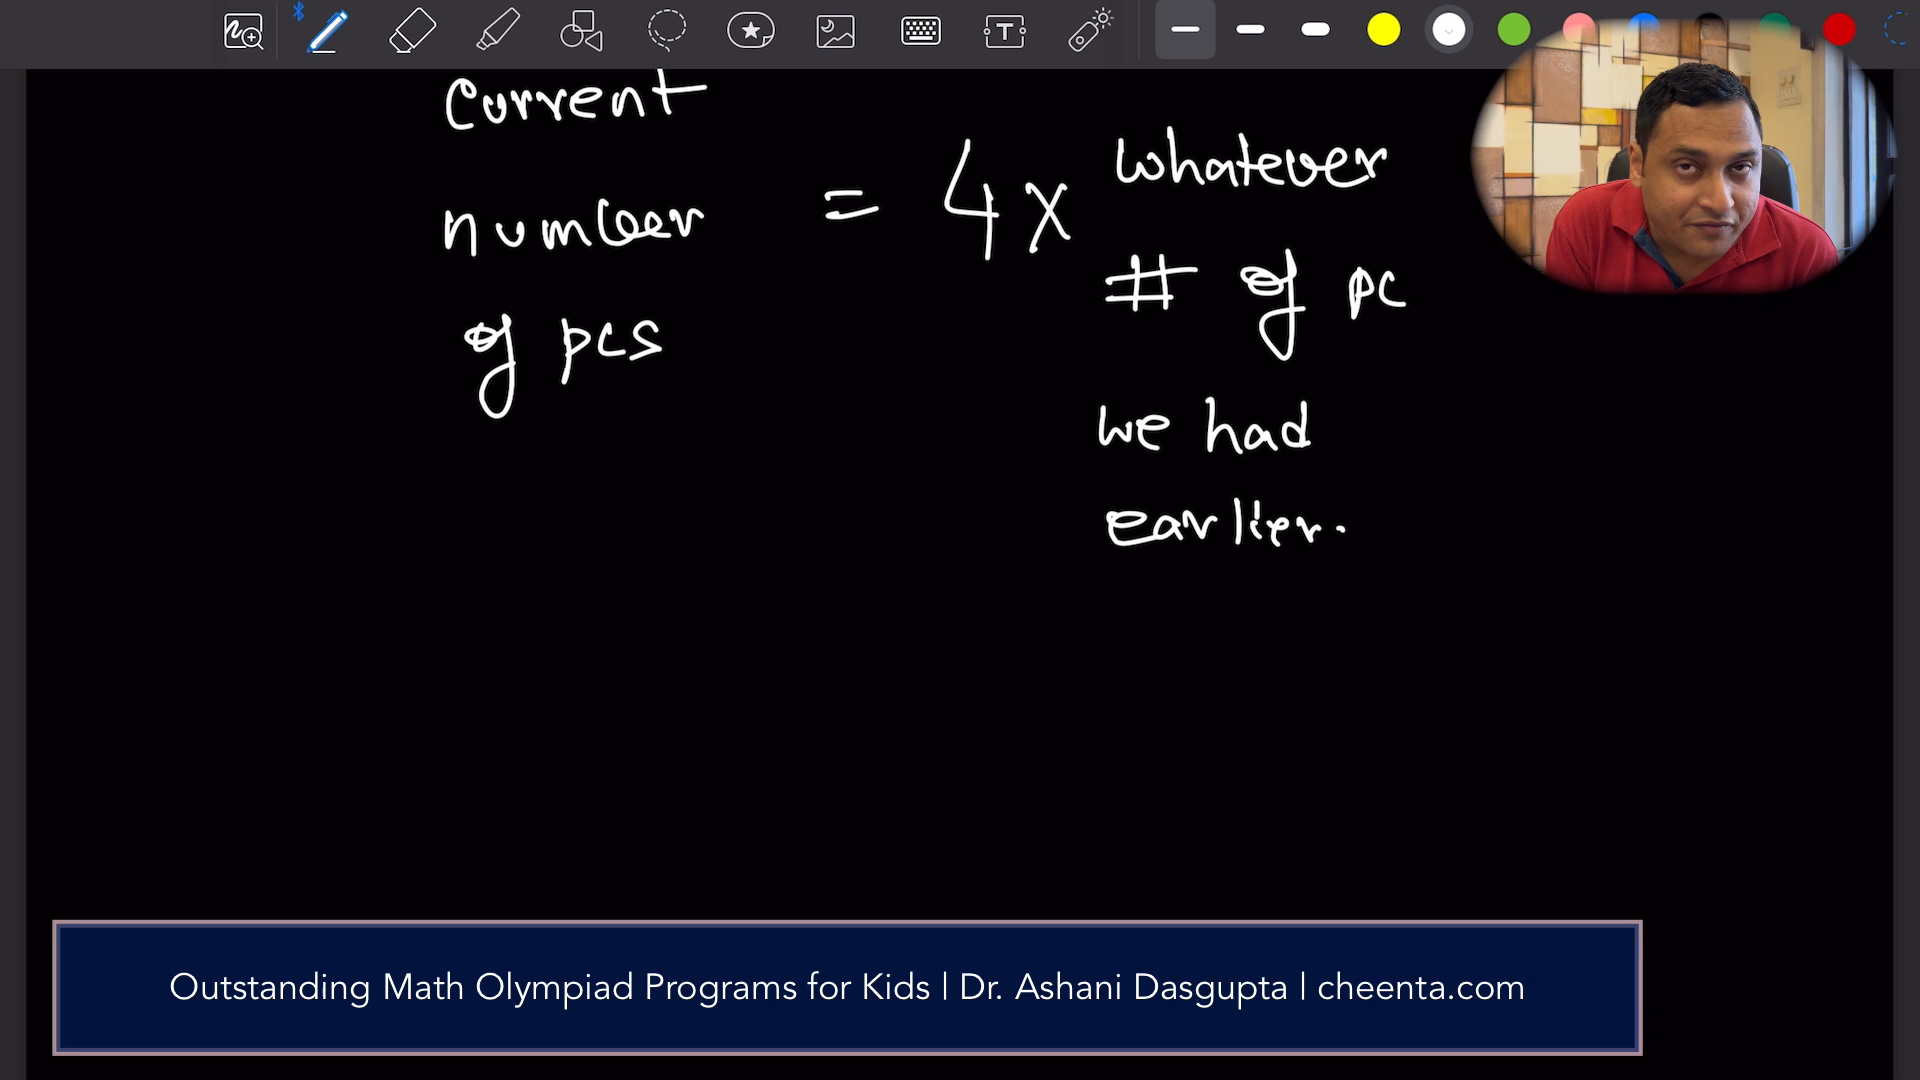 current
number
of pcs
= 4 x
whatever
# of pc
we had
earlier.
Outstanding Math Olympiad Programs for Kids | Dr. Ashani Dasgupta | cheenta.com